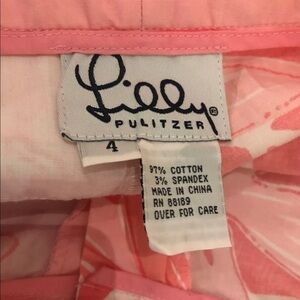 Lilly®
PULITZER
4
97% COTTON
3% SPANDEX
MADE IN CHINA
RN 88189
OVER FOR CARE